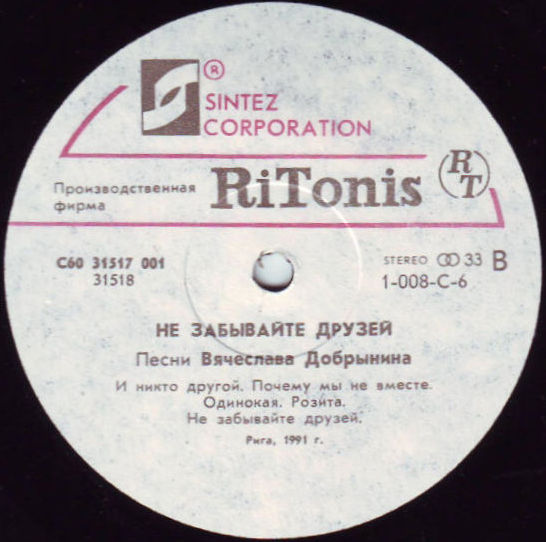 ®
SINTEZ
CORPORATION
Производственная
фирма
RiTonis
RT
С60 31517 001
31518
STEREO 33 B
1-008-C-6
НЕ ЗАБЫВАЙТЕ ДРУЗЕЙ
Песни Вячеслава Добрынина
И никто другой. Почему мы не вместе.
Одинокая. Розита.
Не забывайте друзей.
Рига, 1991 г.